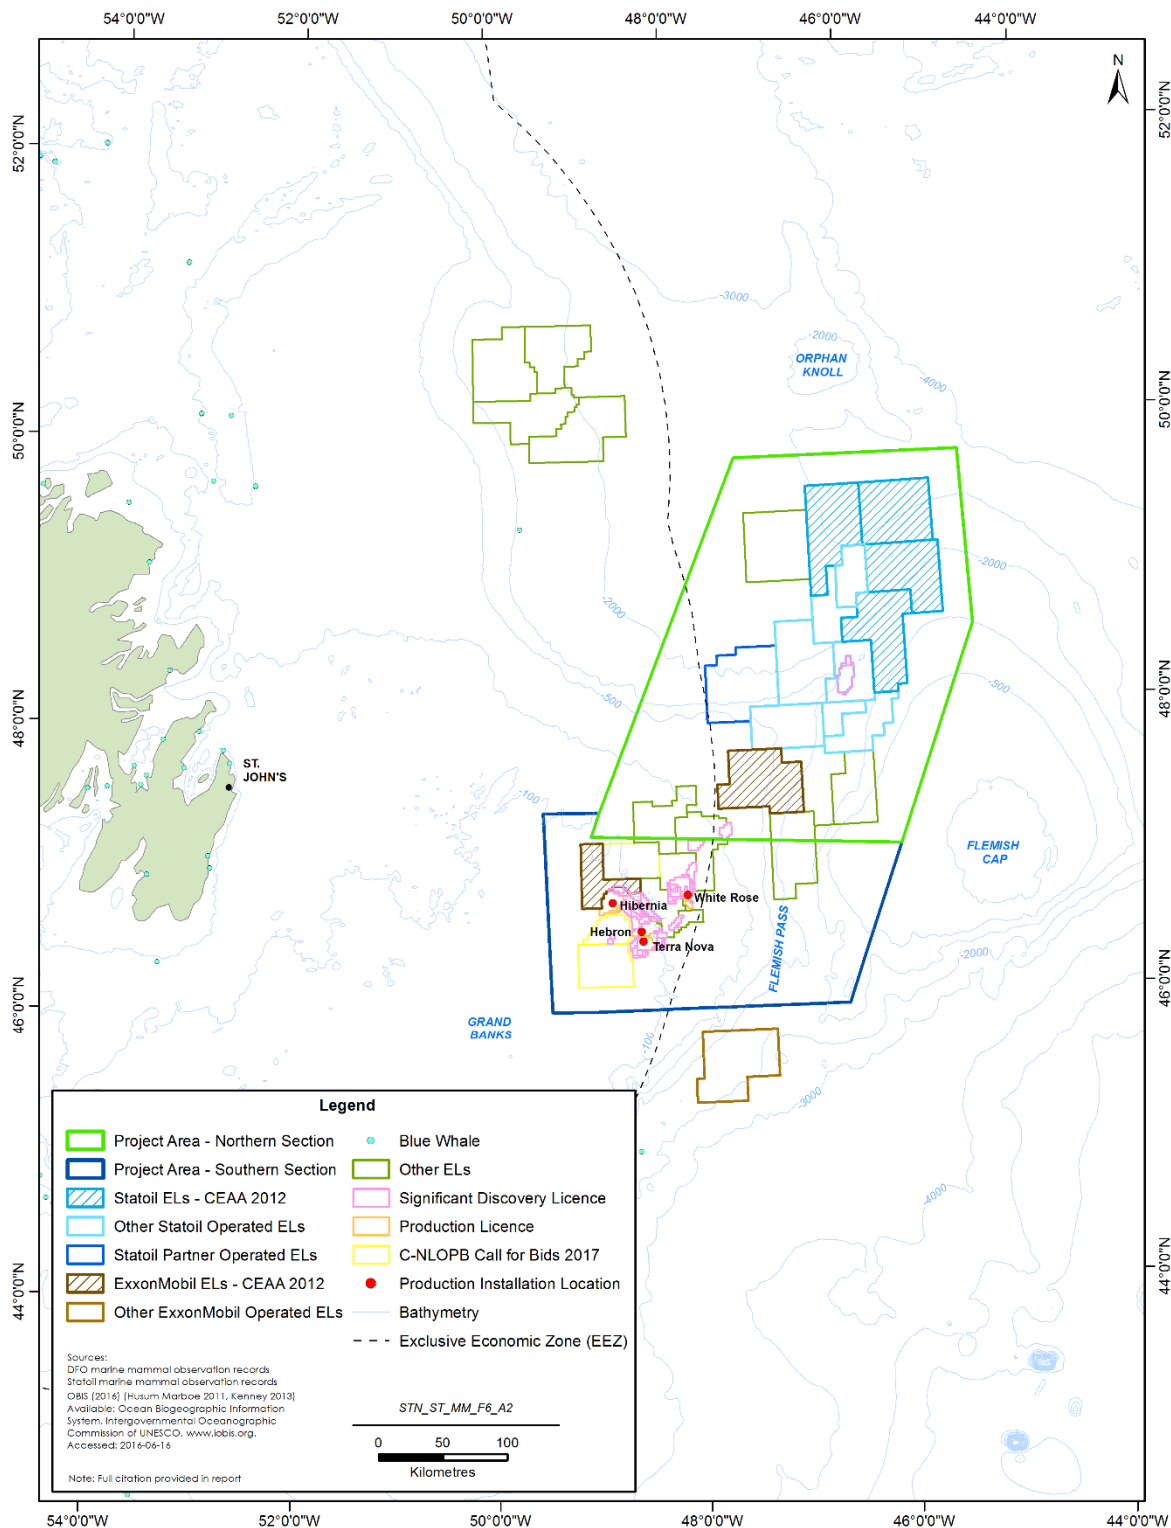 54°0'0"W 52°0'0"W 50°0'0"W 48°0'0"W 46°0'0"W 44°0'0"W
N
52°0'0"N
52°0'0"N
-3000
-2000
ORPHAN
KNOLL
-4000
50°0'0"N
50°0'0"N
-2000
-2000
-500
-500
48°0'0"N
48°0'0"N
ST.
JOHN'S
-100
FLEMISH
CAP
White Rose
Hibernia
Hebron
Terra Nova
FLEMISH PASS
-2000
46°0'0"N
46°0'0"N
GRAND
BANKS
-100
-3000
-4000
44°0'0"N
44°0'0"N
Legend
Project Area - Northern Section
Project Area - Southern Section
Statoil ELs - CEAA 2012
Other Statoil Operated ELs
Statoil Partner Operated ELs
ExxonMobil ELs - CEAA 2012
Other ExxonMobil Operated ELs
Blue Whale
Other ELs
Significant Discovery Licence
Production Licence
C-NLOPB Call for Bids 2017
Production Installation Location
Bathymetry
Exclusive Economic Zone (EEZ)
Sources:
DFO marine mammal observation records
Statoil marine mammal observation records
OBIS (2016) (Husum Marboe 2011, Kenney 2013)
Available: Ocean Biogeographic Information
System. Intergovernmental Oceanographic
Commission of UNESCO. www.iobis.org.
Accessed: 2016-06-16
Note: Full citation provided in report
STN_ST_MM_F6_A2
0 50 100
Kilometres
54°0'0"W 52°0'0"W 50°0'0"W 48°0'0"W 46°0'0"W 44°0'0"W